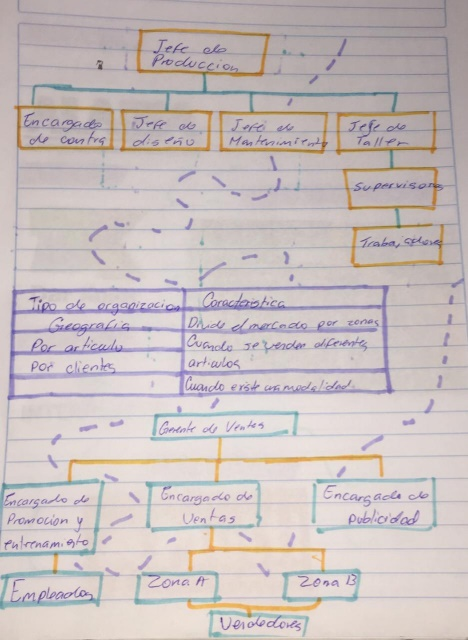 Jefe de
Produccion
Encargado
de contra
Jefe de
diseño
Jefe de
Mantenimiento
Jefe de
Taller
Supervisores
Trabajadores
Tipo de organizacion
Caracteristica
Geografia
Divide el mercado por zonas
Por articulo
Cuando se venden diferentes
articulos
Por clientes
Cuando existe una modalidad.
Gerente de Ventas
Encargado de
Promocion y
entrenamiento
Encargado de
Ventas
Encargado de
publicidad
Empleados
Zona A
Zona B
Vendedores